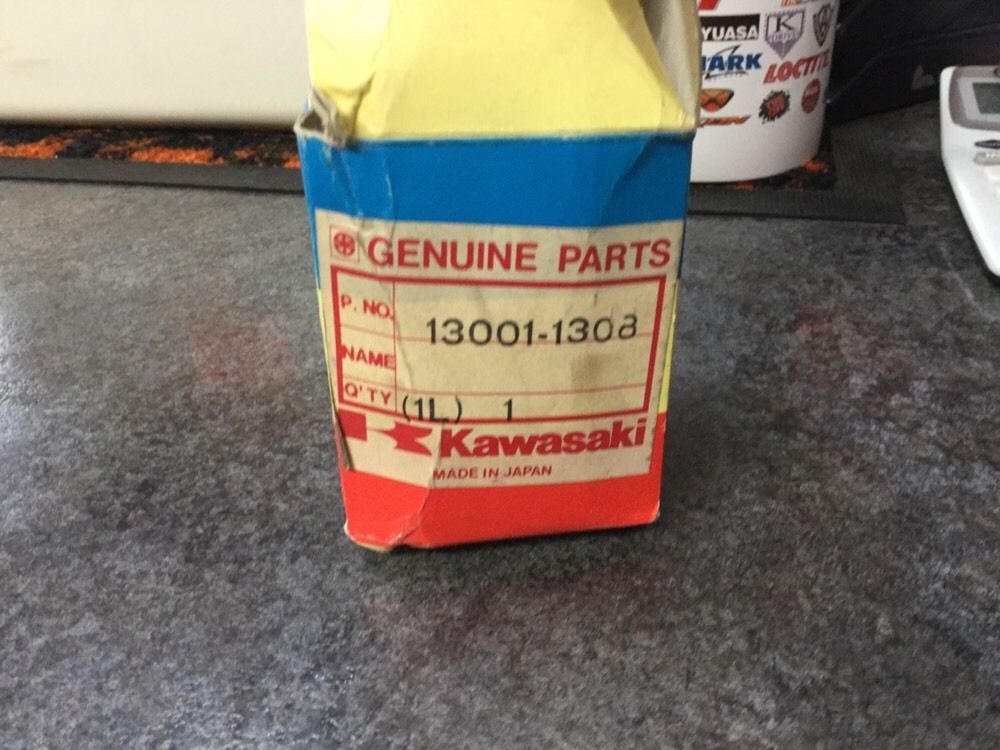 GENUINE PARTS
P. NO. 13001-1308
NAME
Q'TY (1L) 1
Kawasaki
MADE IN JAPAN
YUASA
K
LOCTITE